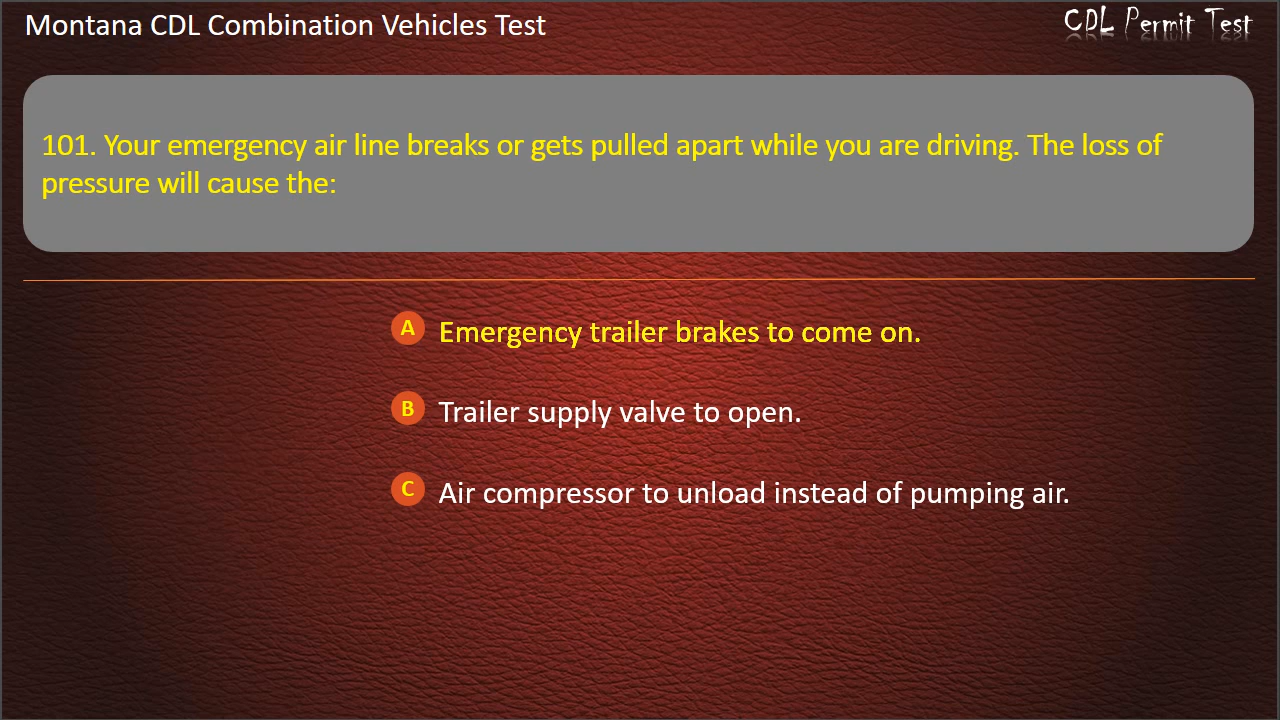 Montana CDL Combination Vehicles Test
CDL Permit Test
101. Your emergency air line breaks or gets pulled apart while you are driving. The loss of
pressure will cause the:
A Emergency trailer brakes to come on.
B Trailer supply valve to open.
C Air compressor to unload instead of pumping air.